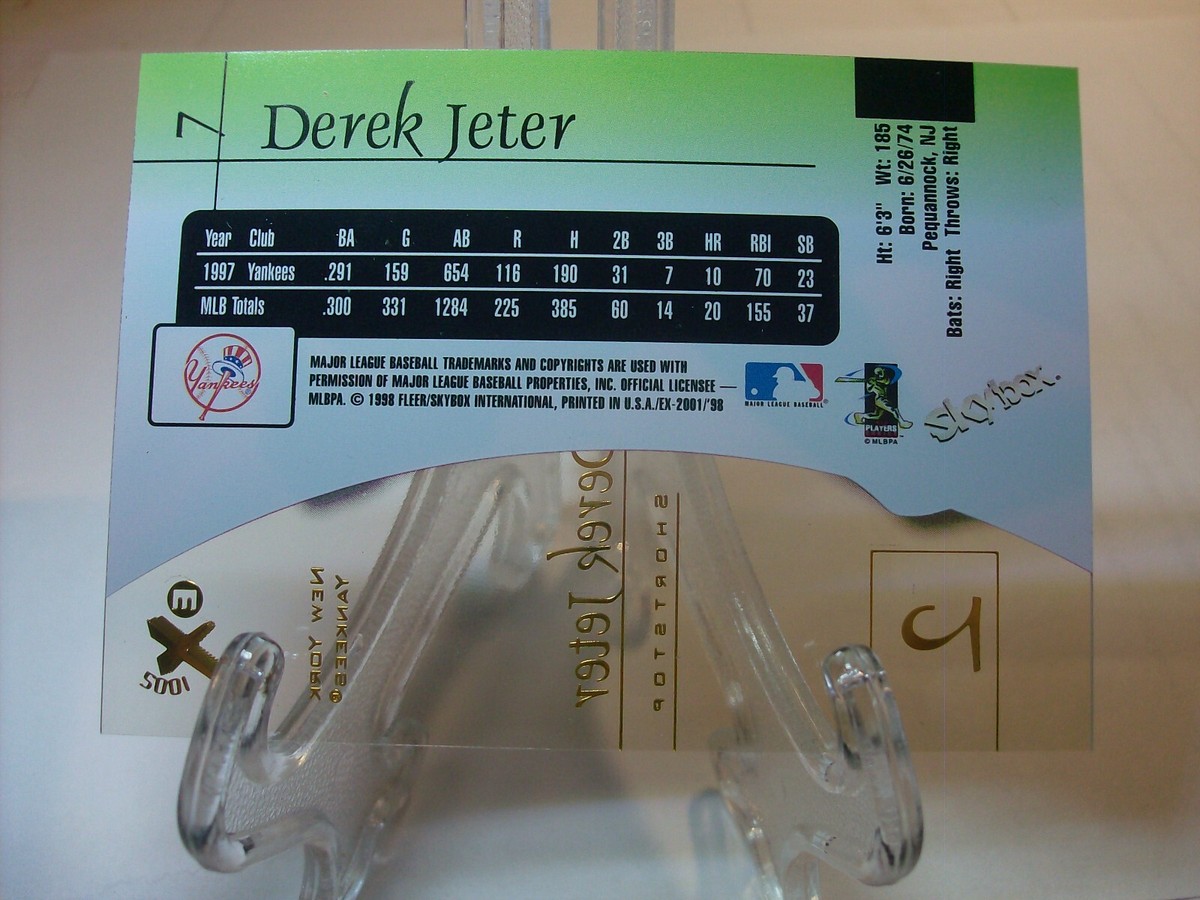 7
Derek Jeter
Ht: 6'3" Wt: 185
Born: 6/26/74
Pequannock, NJ
Bats: Right Throws: Right
Year Club BA G AB R H 2B 3B HR RBI SB
1997 Yankees .291 159 654 116 190 31 7 10 70 23
MLB Totals .300 331 1284 225 385 60 14 20 155 37
Yankees
MAJOR LEAGUE BASEBALL TRADEMARKS AND COPYRIGHTS ARE USED WITH
PERMISSION OF MAJOR LEAGUE BASEBALL PROPERTIES, INC. OFFICIAL LICENSEE —
MLBPA. © 1998 FLEER/SKYBOX INTERNATIONAL, PRINTED IN U.S.A./EX-2001/'98
MAJOR LEAGUE BASEBALL
PLAYERS
© MLBPA
Skybox
E
X
2001
NEW YORK
YANKEES®
Derek Jeter
SHORTSTOP
2